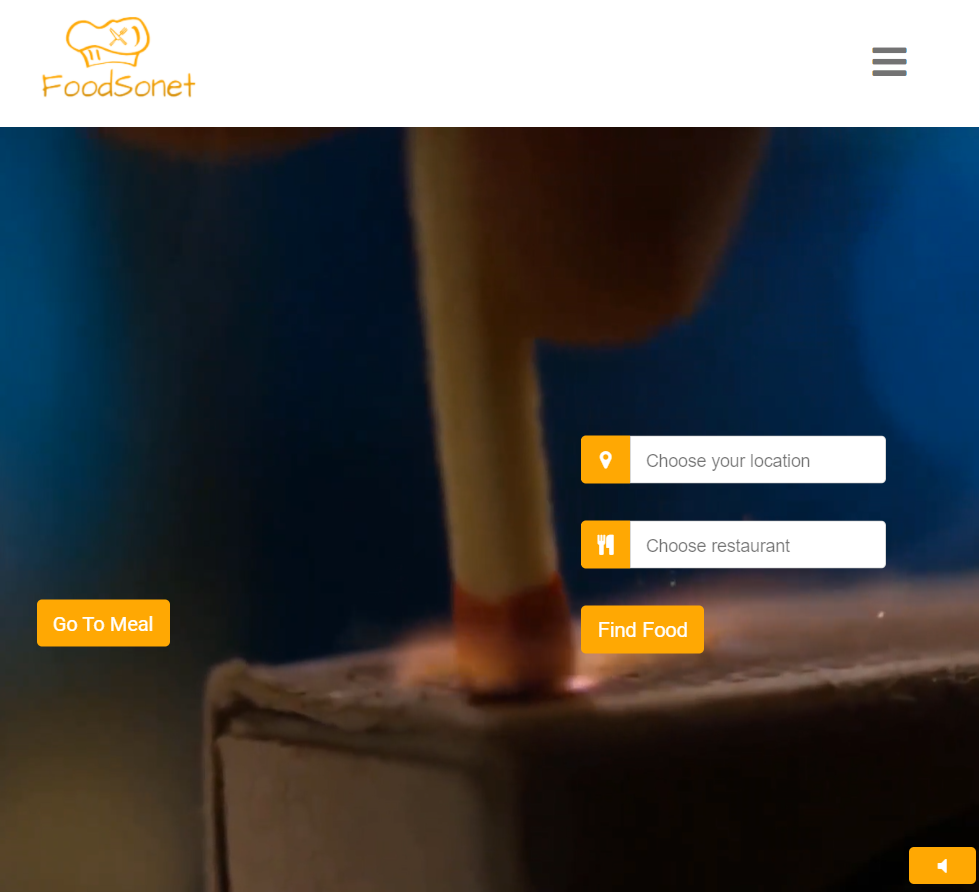 FoodSonet
Choose your location
Choose restaurant
Go To Meal
Find Food